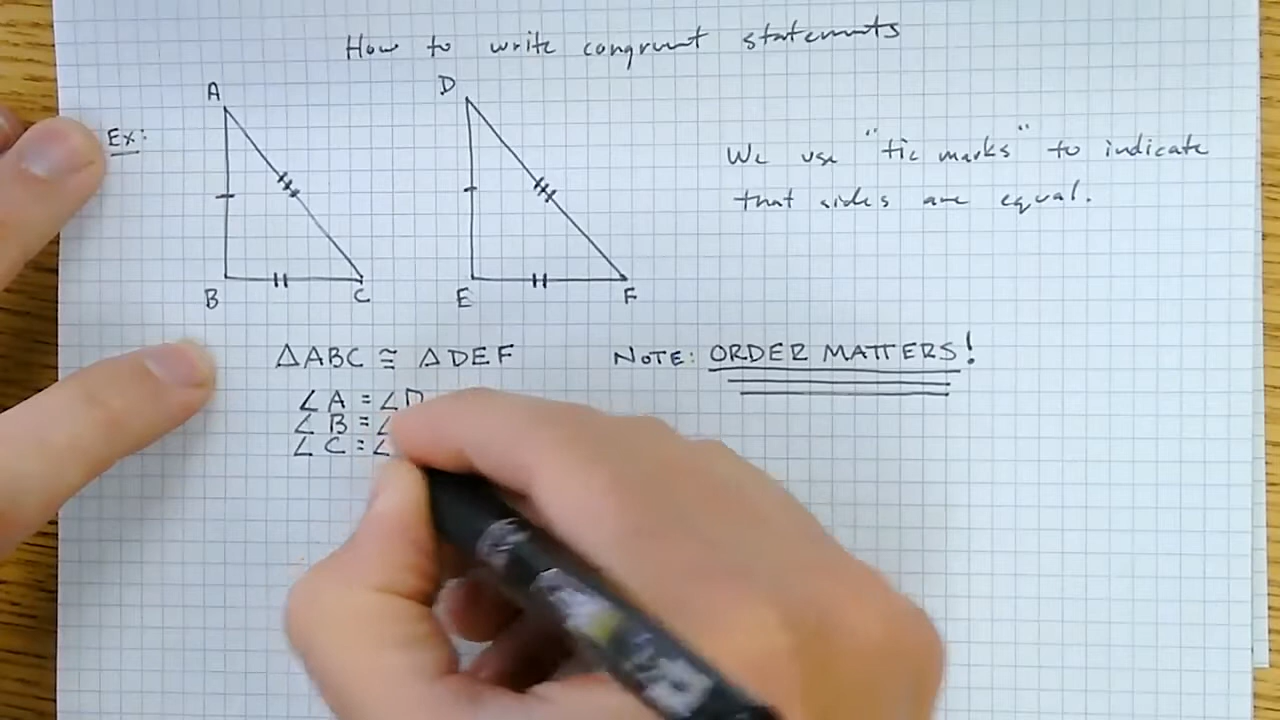 How to write congruent statements
A D
Ex:
We use "tic marks" to indicate
that sides are equal.
B C E F
△ABC ≅ △DEF NOTE: ORDER MATTERS!
∠A = ∠D
∠B = ∠
∠C = ∠